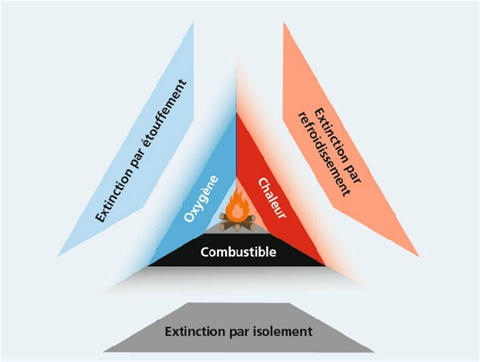 Extinction par étouffement
Extinction par
refroidissement
Oxygène
Chaleur
Combustible
Extinction par isolement